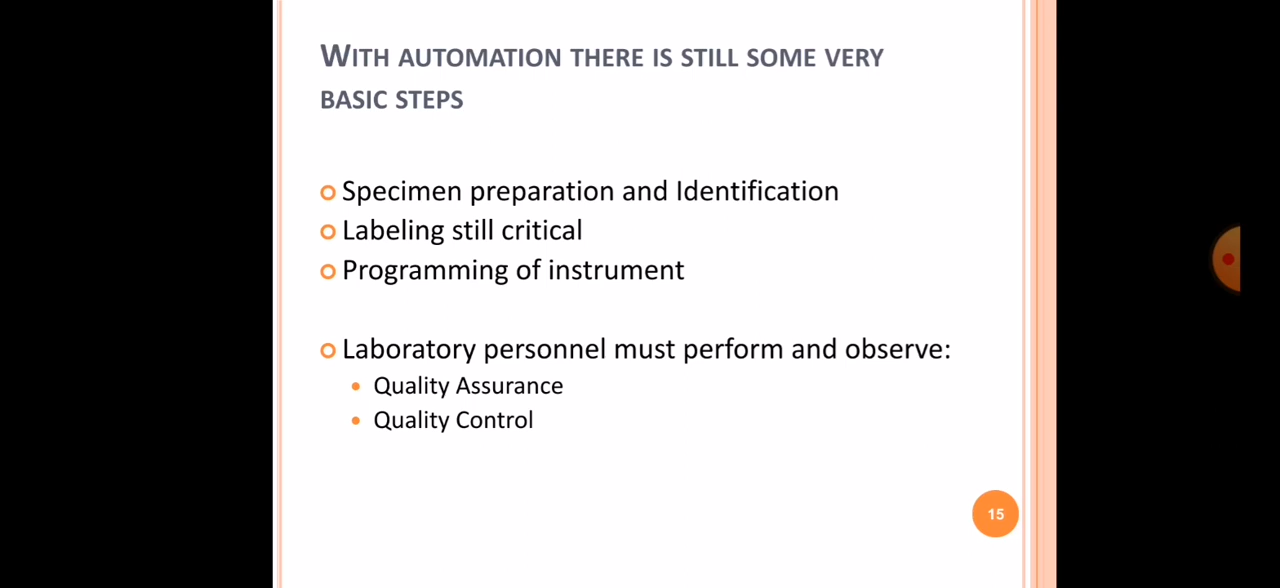 WITH AUTOMATION THERE IS STILL SOME VERY
BASIC STEPS
Specimen preparation and Identification
Labeling still critical
Programming of instrument
Laboratory personnel must perform and observe:
Quality Assurance
Quality Control
15